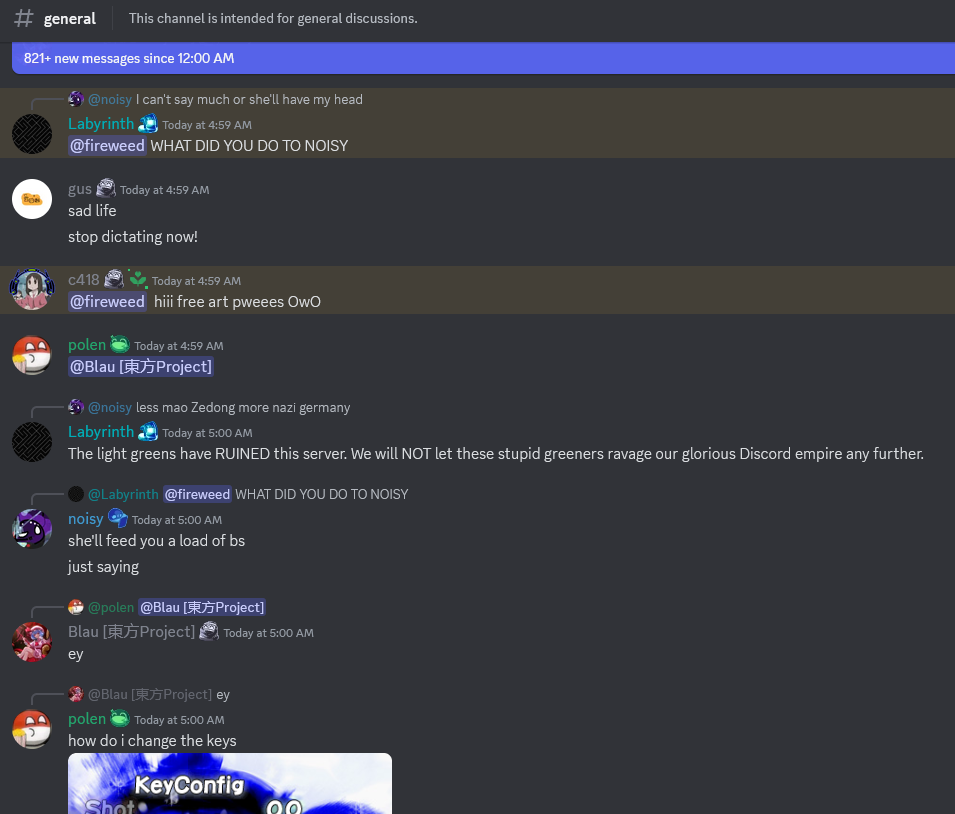 # general This channel is intended for general discussions.
821+ new messages since 12:00 AM
@noisy I can't say much or she'll have my head
Labyrinth Today at 4:59 AM
@fireweed WHAT DID YOU DO TO NOISY
gus Today at 4:59 AM
sad life
stop dictating now!
c418 Today at 4:59 AM
@fireweed hiii free art pweees OwO
polen Today at 4:59 AM
@Blau [東方Project]
@noisy less mao Zedong more nazi germany
Labyrinth Today at 5:00 AM
The light greens have RUINED this server. We will NOT let these stupid greeners ravage our glorious Discord empire any further.
@Labyrinth @fireweed WHAT DID YOU DO TO NOISY
noisy Today at 5:00 AM
she'll feed you a load of bs
just saying
@polen @Blau [東方Project]
Blau [東方Project] Today at 5:00 AM
ey
@Blau [東方Project] ey
polen Today at 5:00 AM
how do i change the keys
KeyConfig
Shot 00